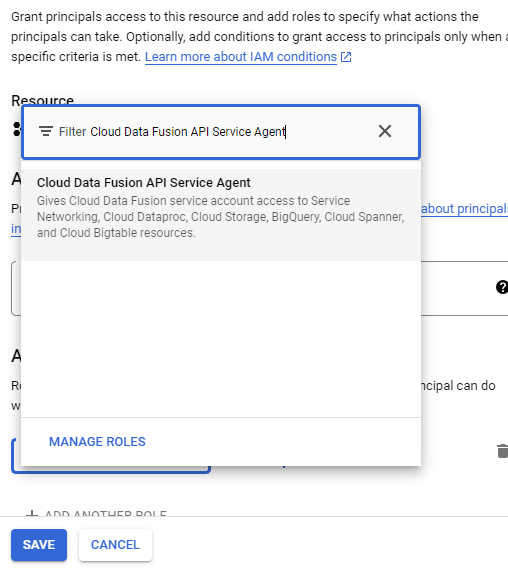 Grant principals access to this resource and add roles to specify what actions the
principals can take. Optionally, add conditions to grant access to principals only when a
specific criteria is met. Learn more about IAM conditions
Resource
Filter Cloud Data Fusion API Service Agent
Cloud Data Fusion API Service Agent
Gives Cloud Data Fusion service account access to Service
Networking, Cloud Dataproc, Cloud Storage, BigQuery, Cloud Spanner,
and Cloud Bigtable resources.
A
about principals
in
A
ncipal can do
w
MANAGE ROLES
ADD ANOTHER ROLE
SAVE CANCEL